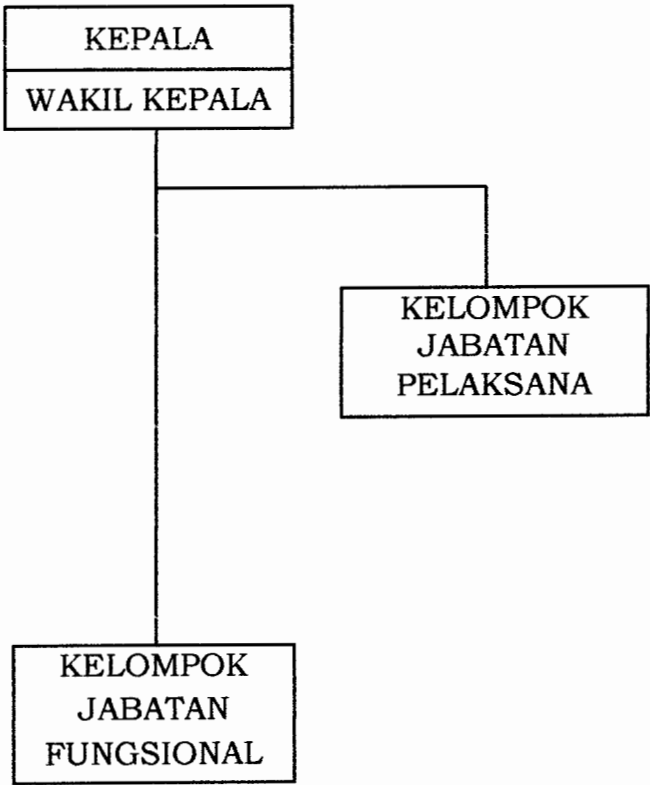 KEPALA
WAKIL KEPALA
KELOMPOK
JABATAN
PELAKSANA
KELOMPOK
JABATAN
FUNGSIONAL